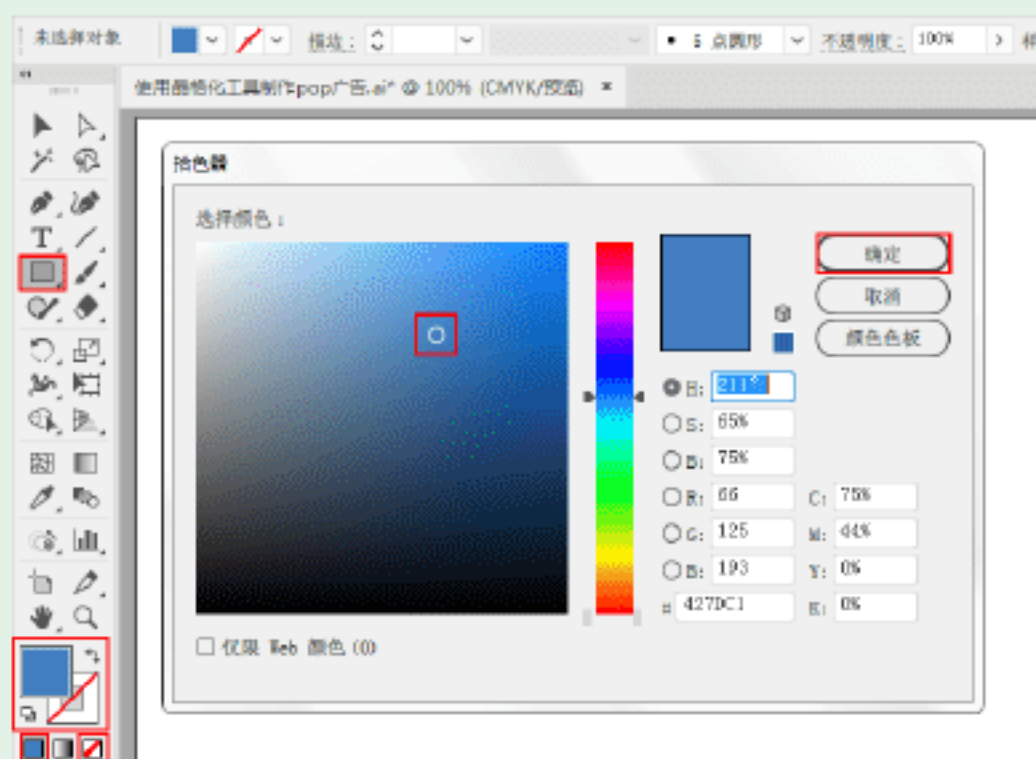 未选择对象 描边： 5 点圆形 不透明度： 100%
使用晶格化工具制作pop广告.ai* @ 100% (CMYK/预览) ×
拾色器
选择颜色：
确定
取消
颜色色板
H: 211°
S: 65%
B: 75%
R: 66 C: 75%
G: 125 M: 44%
B: 193 Y: 0%
# 427DC1 K: 0%
仅限 Web 颜色 (O)